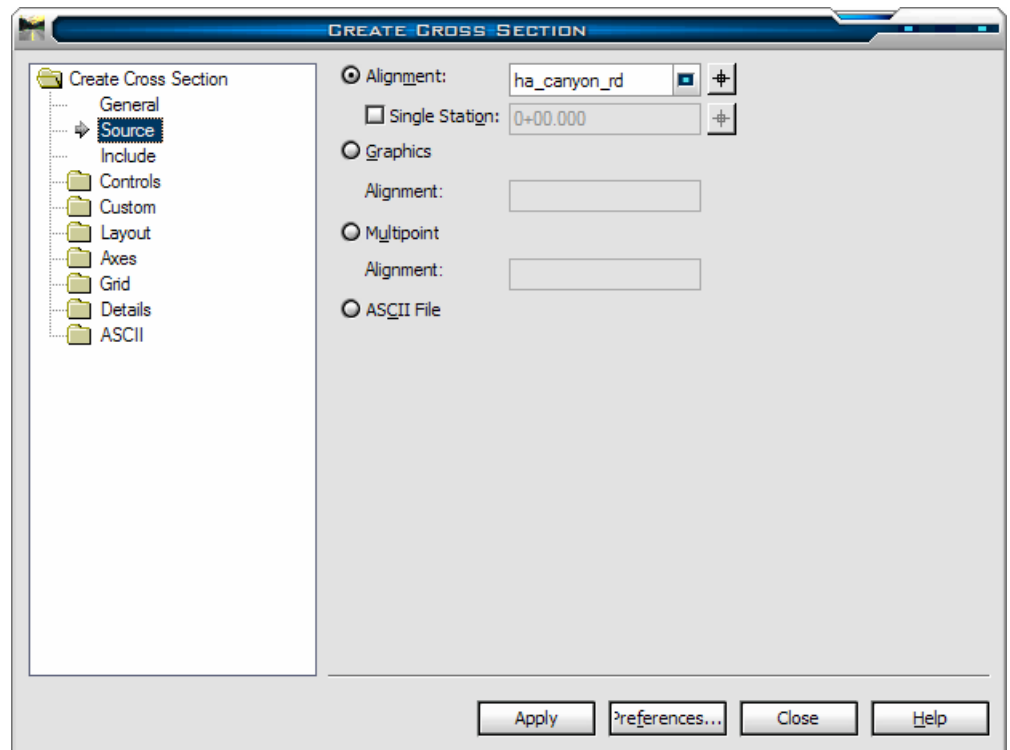 CREATE CROSS SECTION
Create Cross Section
General
Source
Include
Controls
Custom
Layout
Axes
Grid
Details
ASCII
Alignment: ha_canyon_rd
Single Station: 0+00.000
Graphics
Alignment:
Multipoint
Alignment:
ASCII File
Apply Preferences... Close Help